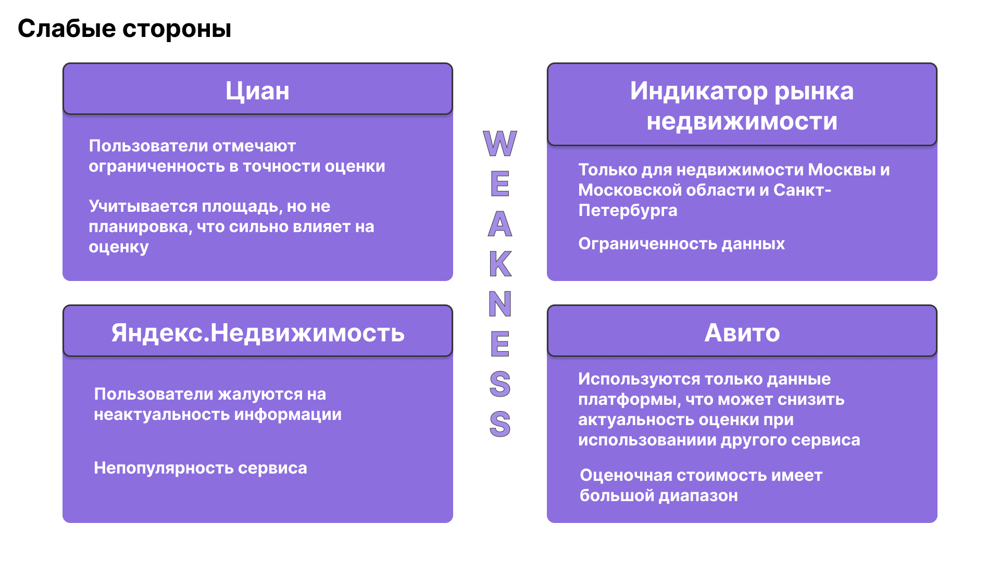 Слабые стороны
Циан
Пользователи отмечают
ограниченность в точности оценки
Учитывается площадь, но не
планировка, что сильно влияет на
оценку
WEAKNESS
Индикатор рынка
недвижимости
Только для недвижимости Москвы и
Московской области и Санкт-
Петербурга
Ограниченность данных
Яндекс.Недвижимость
Пользователи жалуются на
неактуальность информации
Непопулярность сервиса
Авито
Используются только данные
платформы, что может снизить
актуальность оценки при
использованиии другого сервиса
Оценочная стоимость имеет
большой диапазон